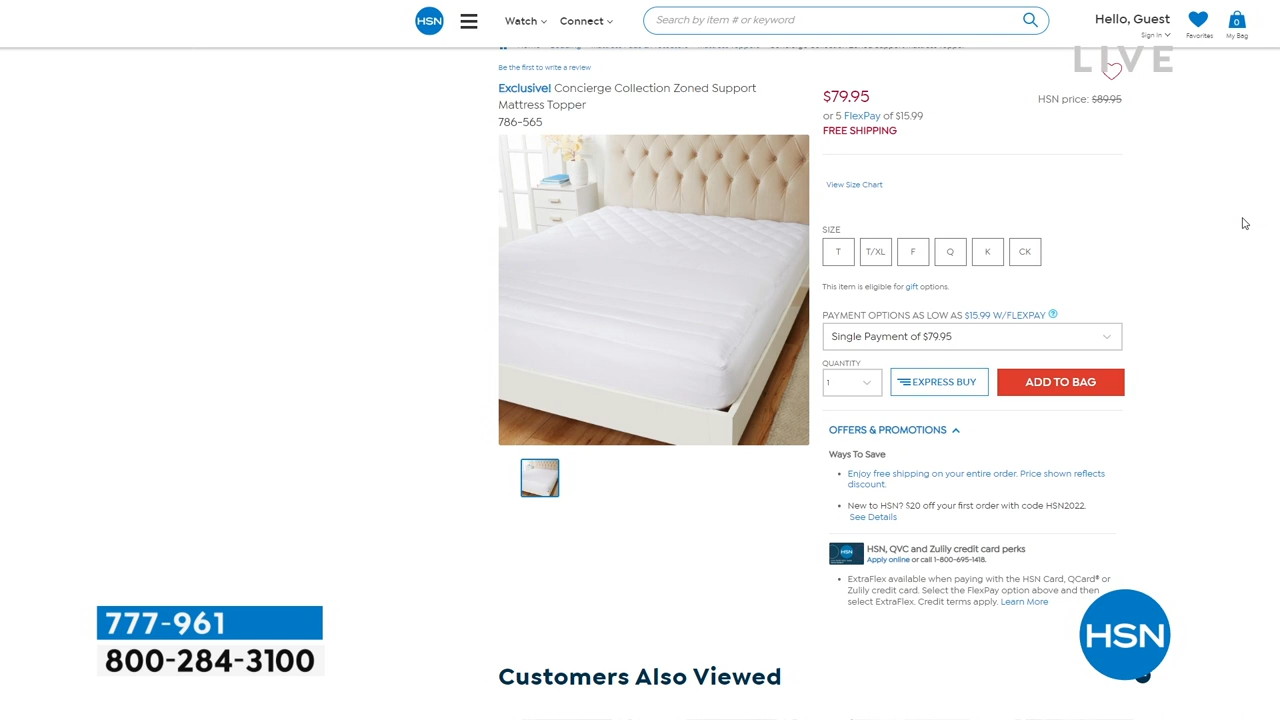 HSN
Watch
Connect
Search by item # or keyword
Hello, Guest
Sign in
Favorites
0
My Bag
LIVE
Be the first to write a review
Exclusive! Concierge Collection Zoned Support
Mattress Topper
786-565
$79.95
HSN price: $89.95
or 5 FlexPay of $15.99
FREE SHIPPING
View Size Chart
SIZE
T T/XL F Q K CK
This item is eligible for gift options.
PAYMENT OPTIONS AS LOW AS $15.99 W/FLEXPAY ?
Single Payment of $79.95
QUANTITY
1
EXPRESS BUY
ADD TO BAG
OFFERS & PROMOTIONS
Ways To Save
Enjoy free shipping on your entire order. Price shown reflects
discount.
New to HSN? $20 off your first order with code HSN2022.
See Details
HSN
HSN, QVC and Zulily credit card perks
Apply online or call 1-800-695-1418.
ExtraFlex available when paying with the HSN Card, QCard® or
Zulily credit card. Select the FlexPay option above and then
select ExtraFlex. Credit terms apply. Learn More
777-961
800-284-3100
HSN
Customers Also Viewed